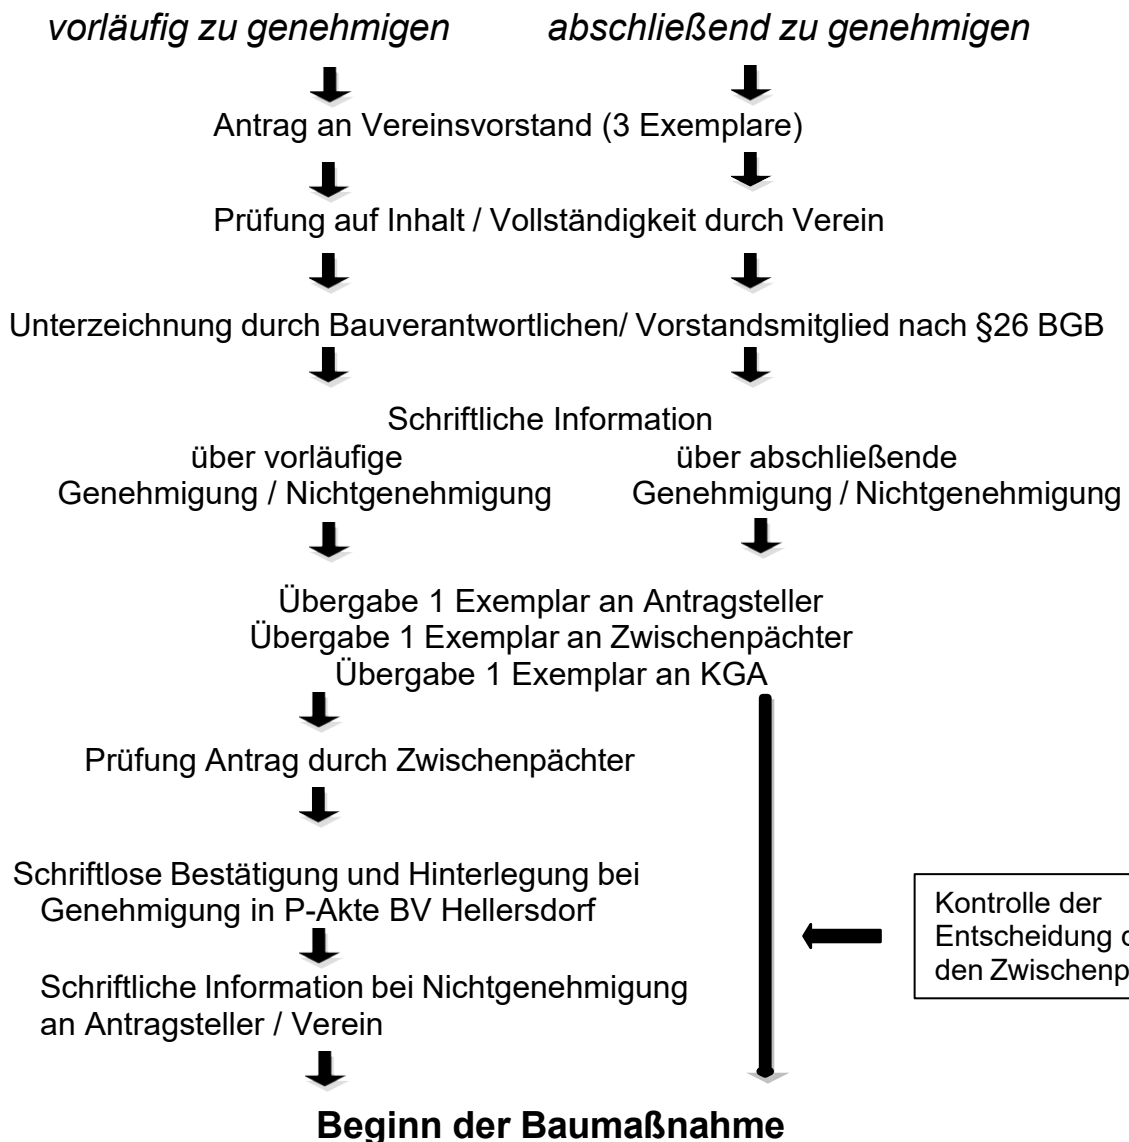 vorläufig zu genehmigen abschließend zu genehmigen
Antrag an Vereinsvorstand (3 Exemplare)
Prüfung auf Inhalt / Vollständigkeit durch Verein
Unterzeichnung durch Bauverantwortlichen/ Vorstandsmitglied nach §26 BGB
Schriftliche Information
über vorläufige
Genehmigung / Nichtgenehmigung
über abschließende
Genehmigung / Nichtgenehmigung
Übergabe 1 Exemplar an Antragsteller
Übergabe 1 Exemplar an Zwischenpächter
Übergabe 1 Exemplar an KGA
Prüfung Antrag durch Zwischenpächter
Schriftlose Bestätigung und Hinterlegung bei
Genehmigung in P-Akte BV Hellersdorf
Schriftliche Information bei Nichtgenehmigung
an Antragsteller / Verein
Kontrolle der
Entscheidung
den
Beginn der Baumaßnahme